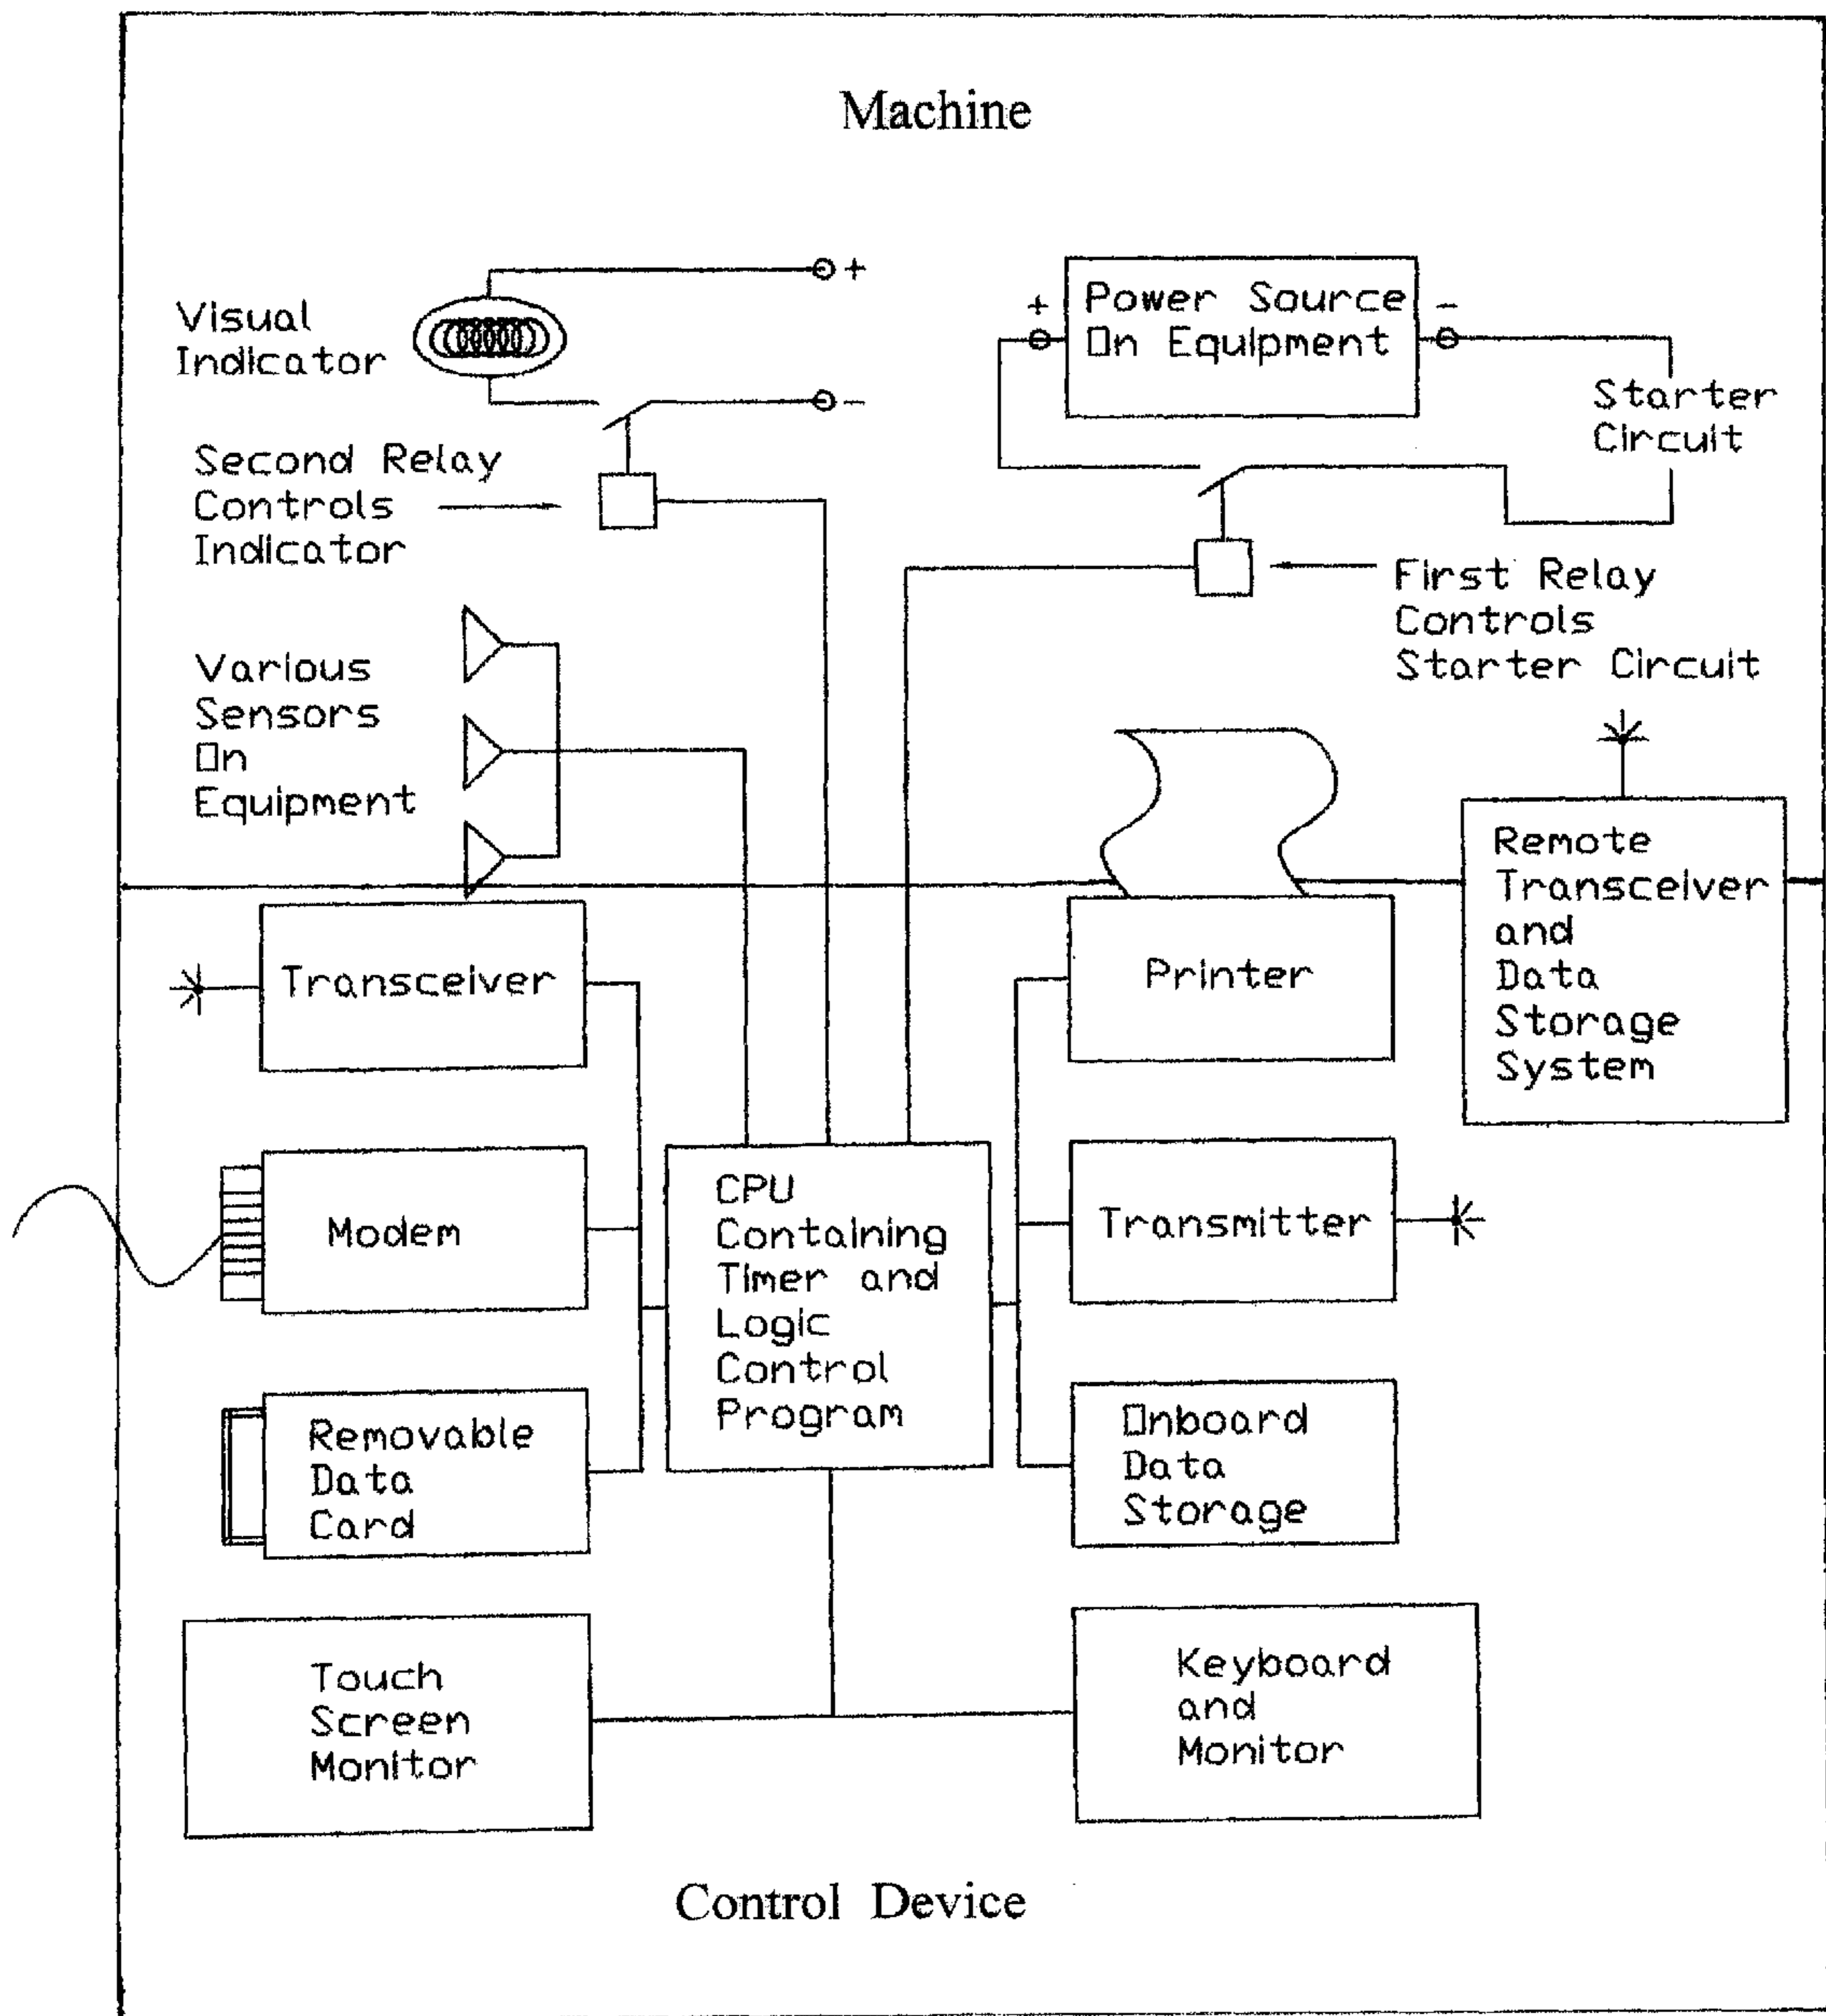 Machine
Visual
Indicator
+
-
+
Power Source
On Equipment
-
Starter
Circuit
Second Relay
Controls
Indicator
First Relay
Controls
Starter Circuit
Various
Sensors
On
Equipment
Remote
Transceiver
and
Data
Storage
System
Transceiver
Printer
Modem
CPU
Containing
Timer and
Logic
Control
Program
Transmitter
Removable
Data
Card
Onboard
Data
Storage
Touch
Screen
Monitor
Keyboard
and
Monitor
Control Device